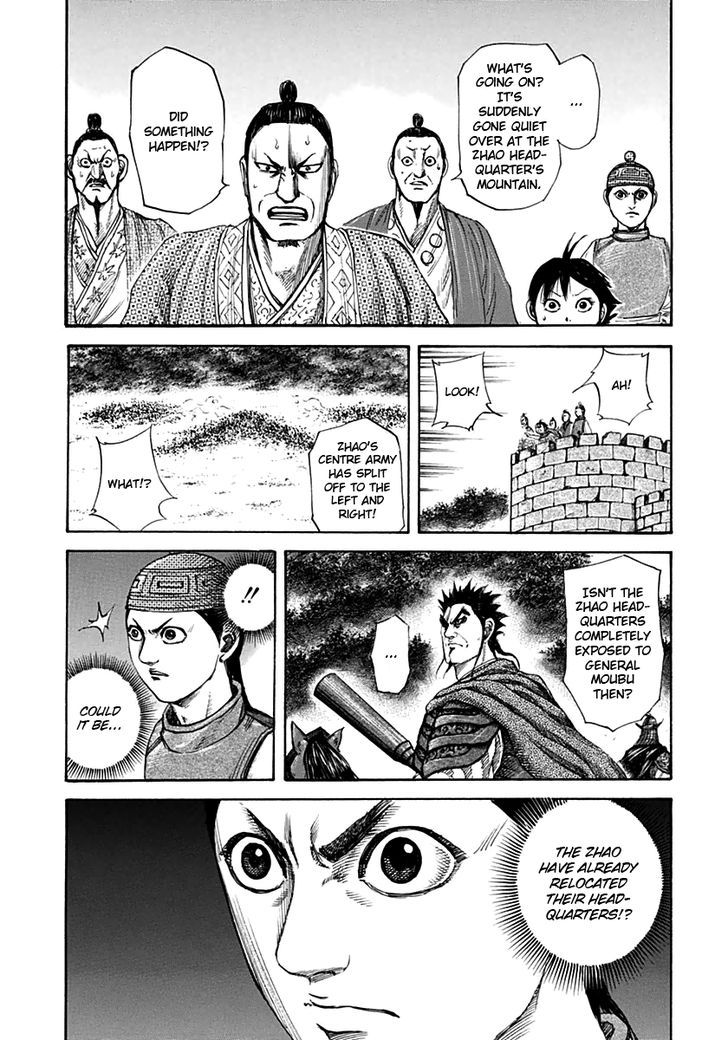 ...
WHAT'S
GOING ON?
IT'S
SUDDENLY
GONE QUIET
OVER AT THE
ZHAO HEAD-
QUARTER'S
MOUNTAIN.
DID
SOMETHING
HAPPEN!?
AH!
LOOK!
ZHAO'S
CENTRE ARMY
HAS SPLIT
OFF TO THE
LEFT AND
RIGHT!
WHAT!?
ISN'T THE
ZHAO HEAD-
QUARTERS
COMPLETELY
EXPOSED TO
GENERAL
MOUBU
THEN?
...
!!
COULD
IT BE...
THE ZHAO
HAVE ALREADY
RELOCATED
THEIR HEAD-
QUARTERS!?